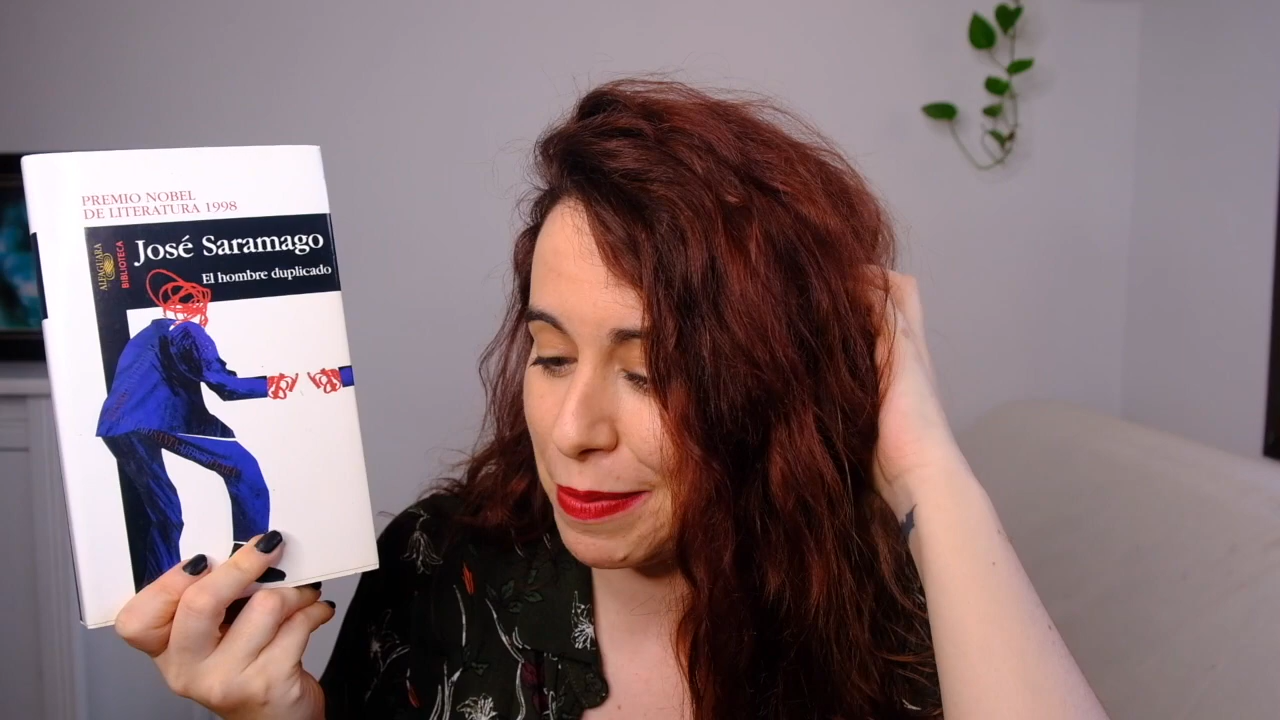 PREMIO NOBEL
DE LITERATURA 1998
ALFAGUARA
BIBLIOTECA
José Saramago
El hombre duplicado